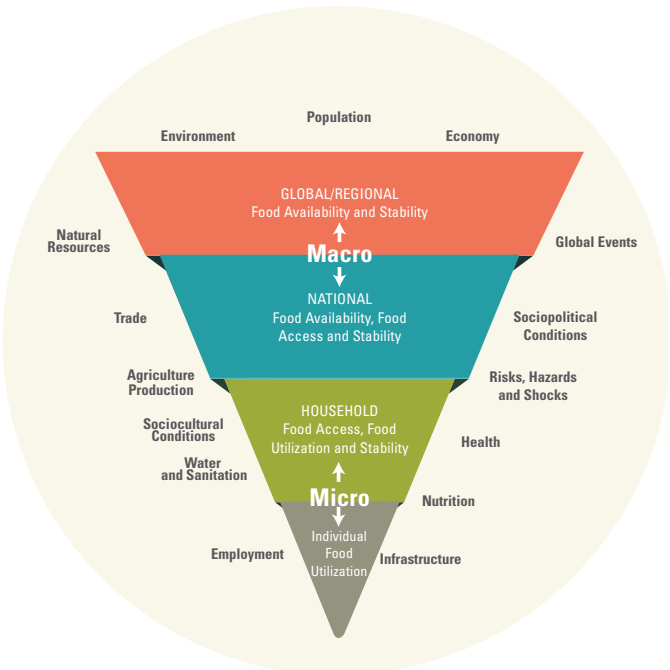 Population
Environment
Economy
GLOBAL/REGIONAL
Food Availability and Stability
Natural
Resources
Macro
Global Events
NATIONAL
Food Availability, Food
Access and Stability
Trade
Sociopolitical
Conditions
Agriculture
Production
Risks, Hazards
and Shocks
HOUSEHOLD
Food Access, Food
Utilization and Stability
Sociocultural
Conditions
Health
Water
and Sanitation
Micro
Nutrition
Individual
Food
Utilization
Employment
Infrastructure